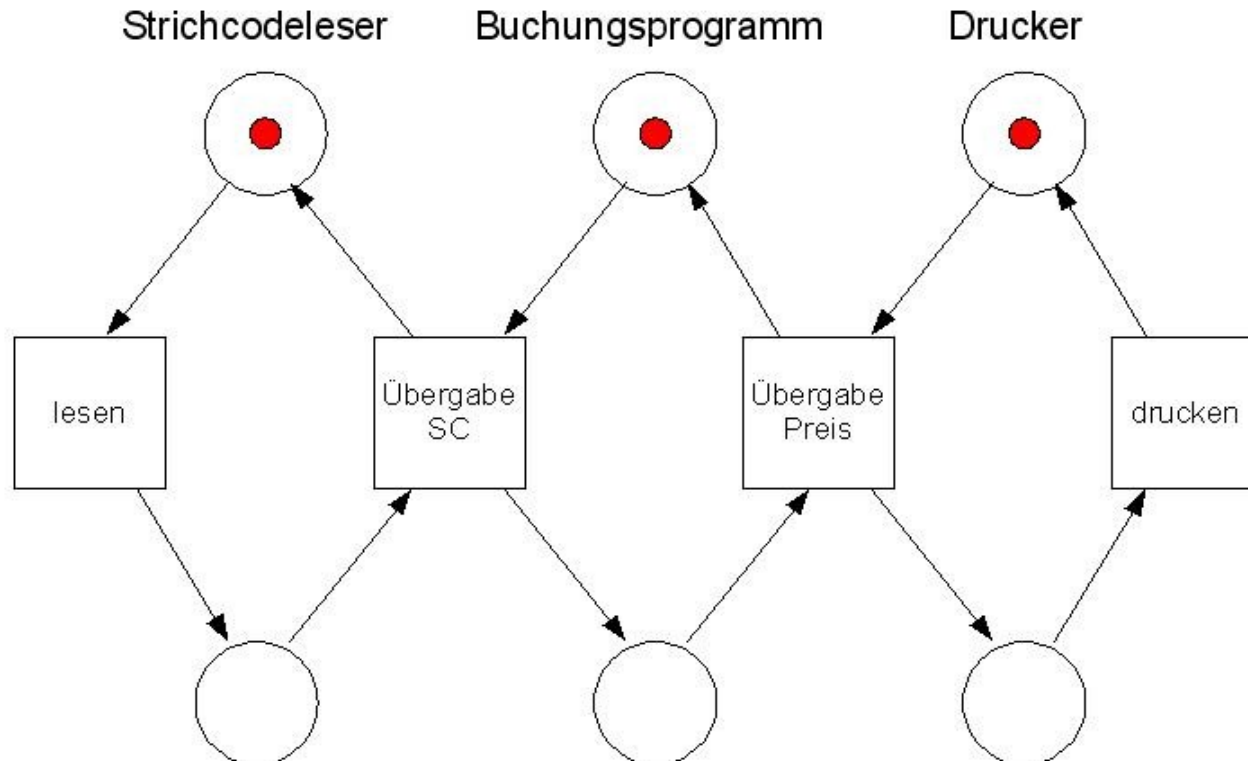 Strichcodeleser
Buchungsprogramm
Drucker
lesen
Übergabe
SC
Übergabe
Preis
drucken